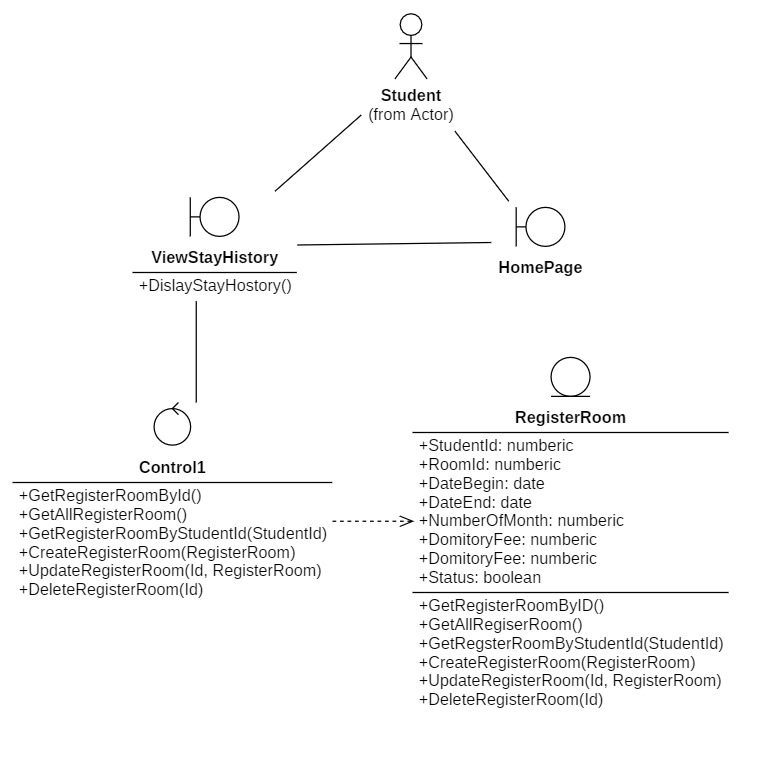 Student
(from Actor)
ViewStayHistory
+DislayStayHostory()
HomePage
Control1
+GetRegisterRoomById()
+GetAllRegisterRoom()
+GetRegisterRoomByStudentId(StudentId)
+CreateRegisterRoom(RegisterRoom)
+UpdateRegisterRoom(Id, RegisterRoom)
+DeleteRegisterRoom(Id)
RegisterRoom
+StudentId: numberic
+RoomId: numberic
+DateBegin: date
+DateEnd: date
+NumberOfMonth: numberic
+DomitoryFee: numberic
+DomitoryFee: numberic
+Status: boolean
+GetRegisterRoomByID()
+GetAllRegiserRoom()
+GetRegsterRoomByStudentId(StudentId)
+CreateRegisterRoom(RegisterRoom)
+UpdateRegisterRoom(Id, RegisterRoom)
+DeleteRegisterRoom(Id)